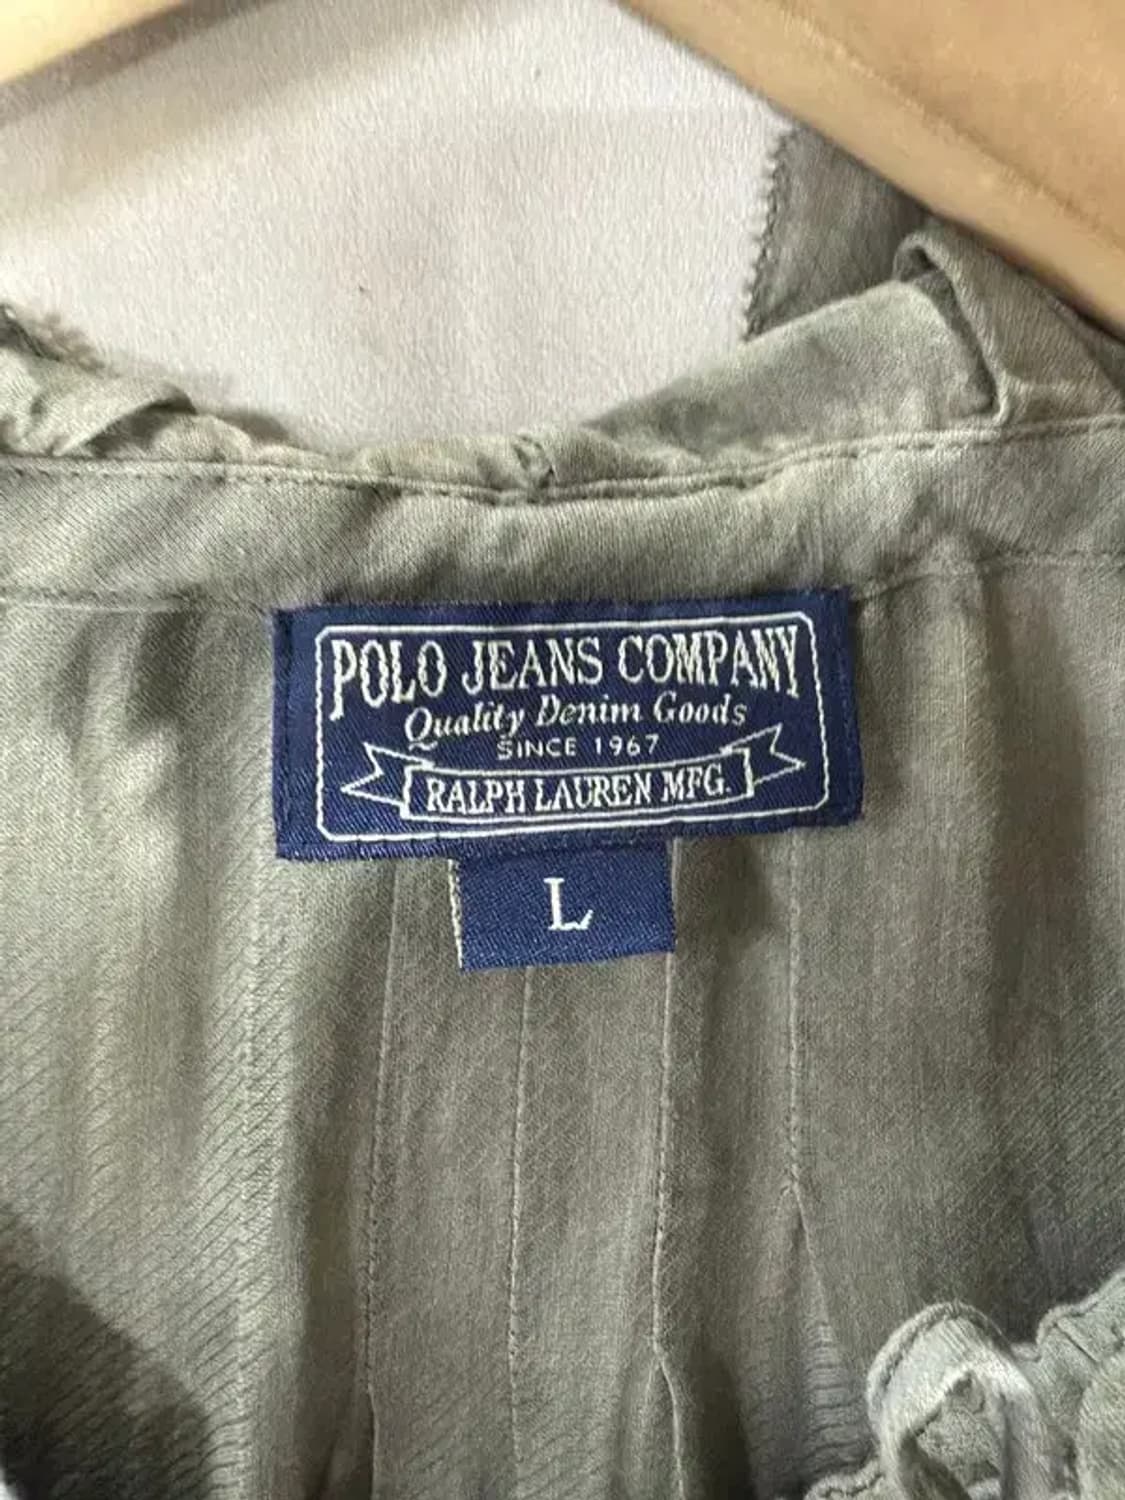 POLO JEANS COMPANY
Quality Denim Goods
SINCE 1967
RALPH LAUREN MFG.
L